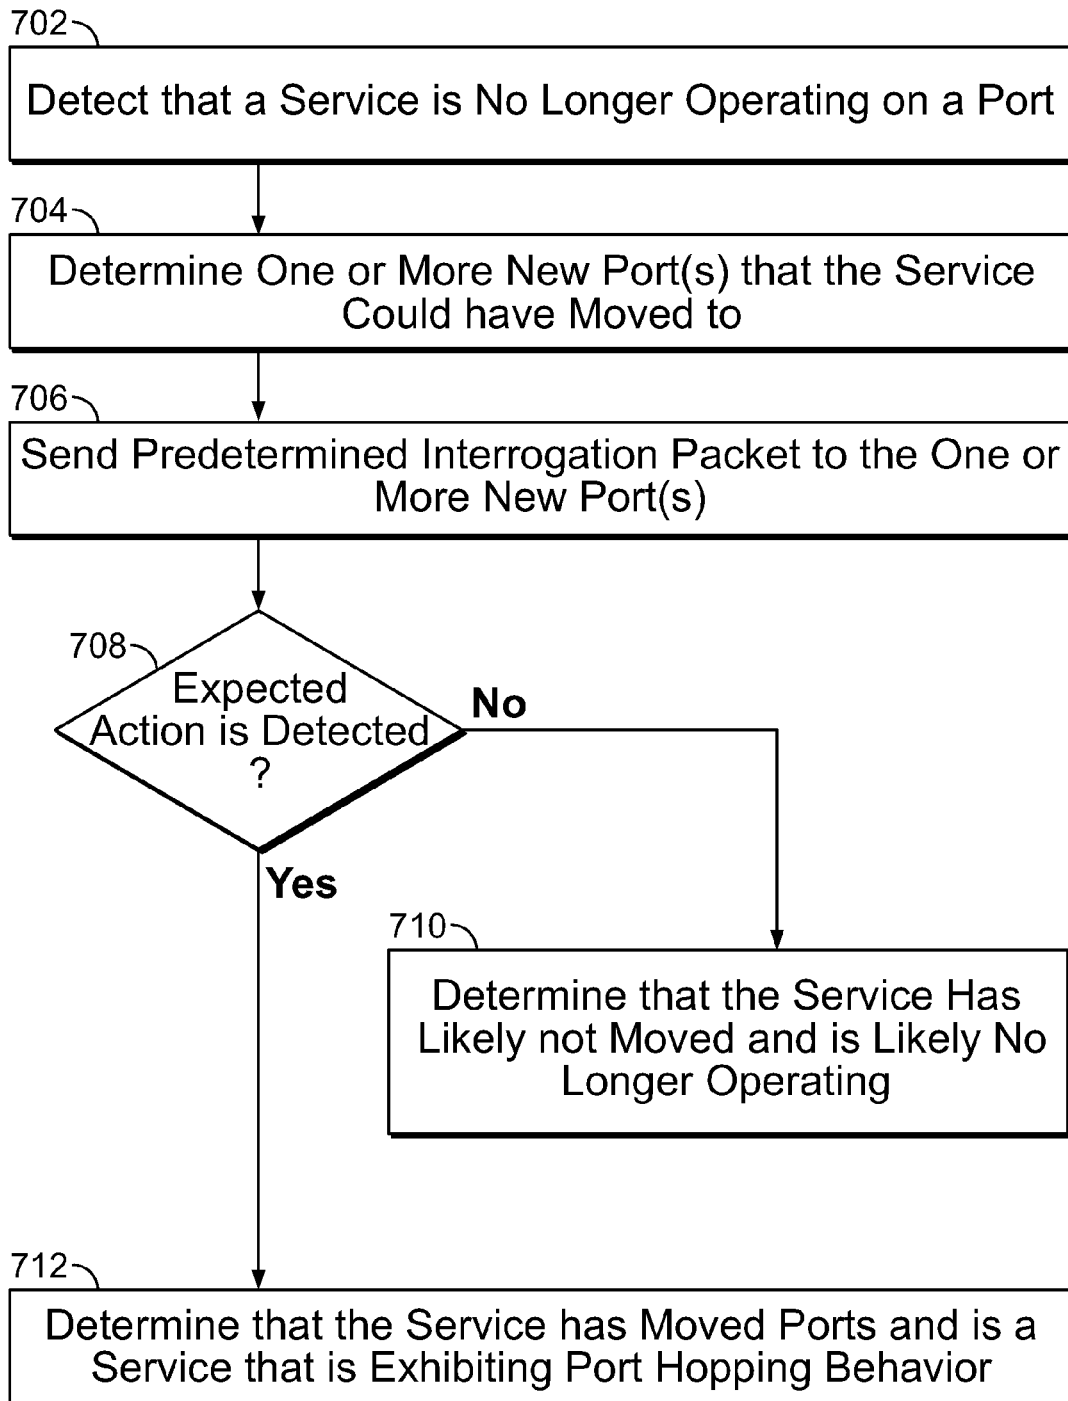 702
Detect that a Service is No Longer Operating on a Port
704
Determine One or More New Port(s) that the Service
Could have Moved to
706
Send Predetermined Interrogation Packet to the One or
More New Port(s)
708
Expected
Action is Detected
?
No
Yes
710
Determine that the Service Has
Likely not Moved and is Likely No
Longer Operating
712
Determine that the Service has Moved Ports and is a
Service that is Exhibiting Port Hopping Behavior